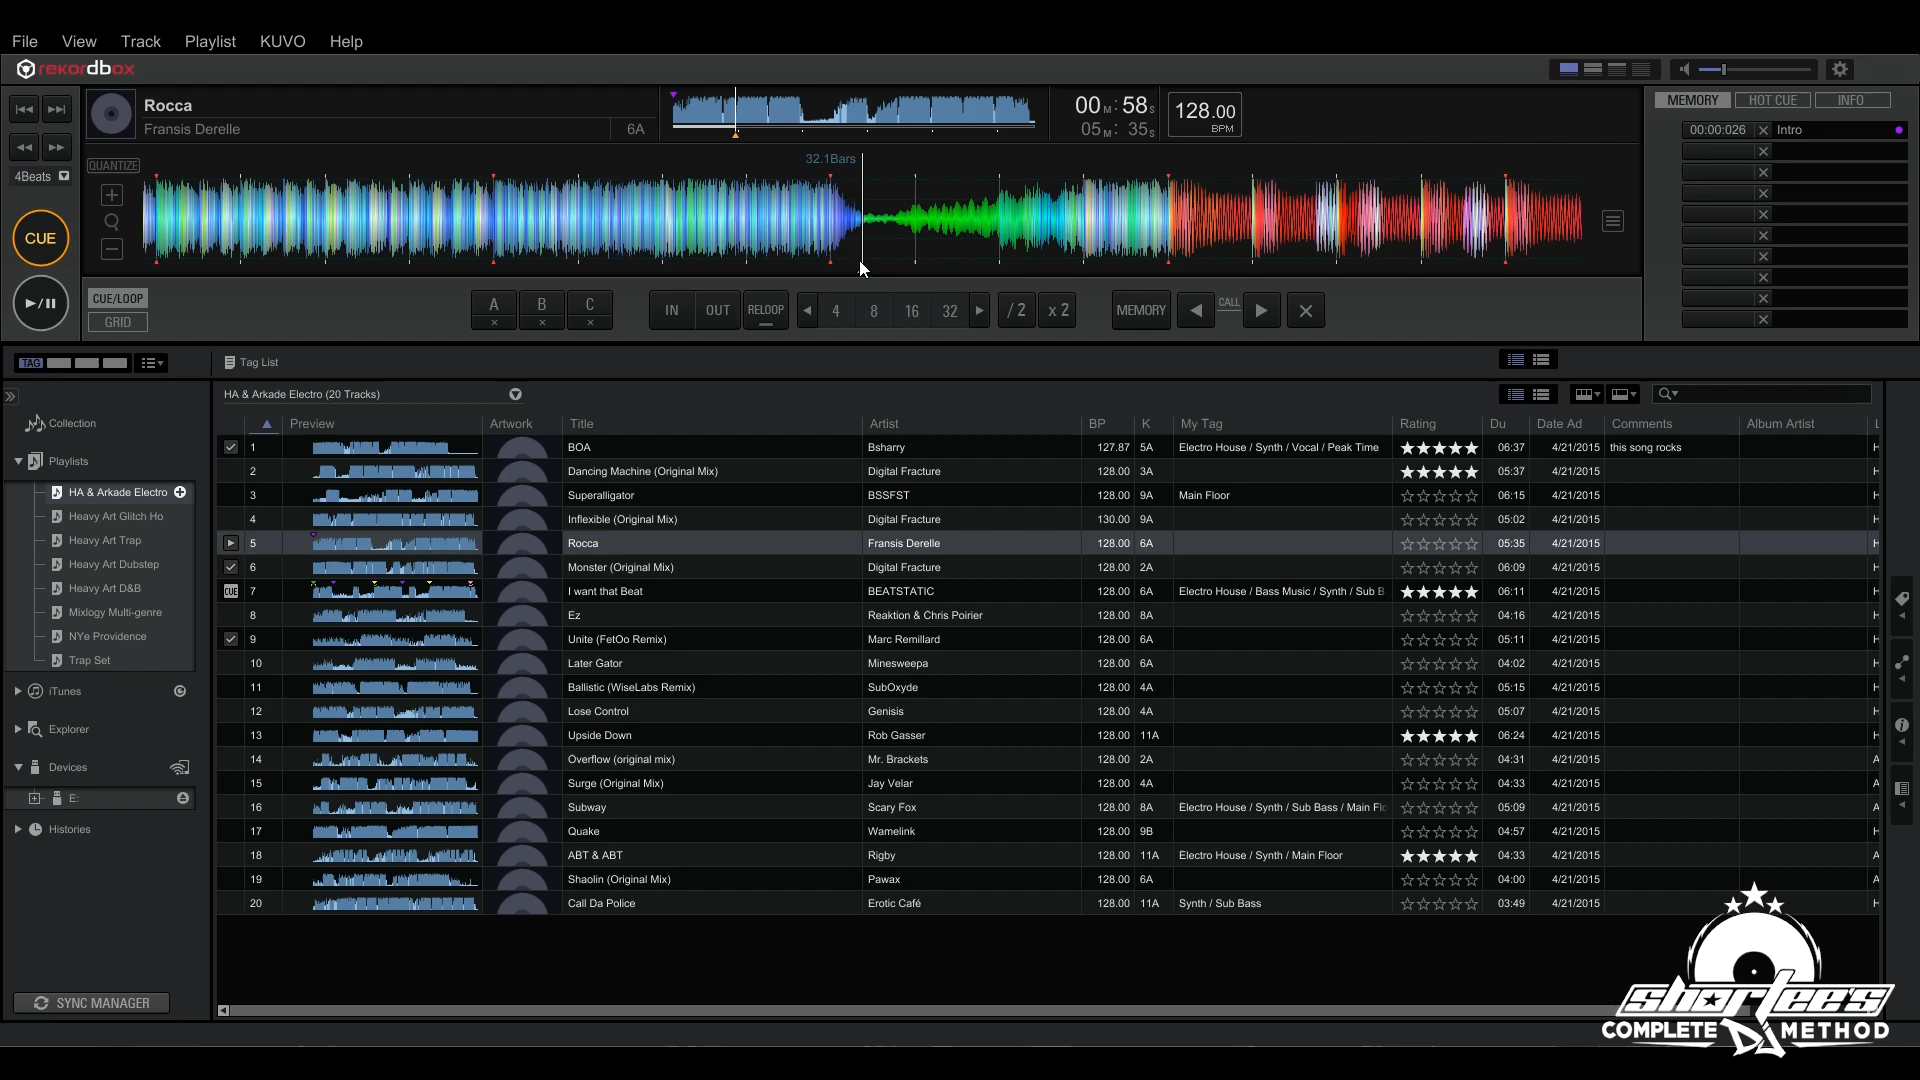 File View Track Playlist KUVO Help
rekordbox
Rocca
Fransis Derelle 6A
00M:58s
05M:35s
128.00
BPM
MEMORY HOT CUE INFO
00:00:026 Intro
QUANTIZE
4Beats
32.1Bars
CUE
CUE/LOOP
GRID
A B C
IN OUT RELOOP 4 8 16 32 / 2 x 2 MEMORY CALL
TAG
Tag List
HA & Arkade Electro (20 Tracks)
Collection
Playlists
HA & Arkade Electro
Heavy Art Glitch Ho
Heavy Art Trap
Heavy Art Dubstep
Heavy Art D&B
Mixlogy Multi-genre
NYe Providence
Trap Set
iTunes
Explorer
Devices
E:
Histories
SYNC MANAGER
Preview Artwork Title Artist BP K My Tag Rating Du Date Ad Comments Album Artist L
1 BOA Bsharry 127.87 5A Electro House / Synth / Vocal / Peak Time 06:37 4/21/2015 this song rocks H
2 Dancing Machine (Original Mix) Digital Fracture 128.00 3A 05:37 4/21/2015 H
3 Superalligator BSSFST 128.00 9A Main Floor 06:15 4/21/2015 H
4 Inflexible (Original Mix) Digital Fracture 130.00 9A 05:02 4/21/2015 H
5 Rocca Fransis Derelle 128.00 6A 05:35 4/21/2015 H
6 Monster (Original Mix) Digital Fracture 128.00 2A 06:09 4/21/2015 H
CUE 7 I want that Beat BEATSTATIC 128.00 6A Electro House / Bass Music / Synth / Sub B 06:11 4/21/2015 H
8 Ez Reaktion & Chris Poirier 128.00 8A 04:16 4/21/2015 H
9 Unite (FetOo Remix) Marc Remillard 128.00 6A 05:11 4/21/2015 H
10 Later Gator Minesweepa 128.00 6A 04:02 4/21/2015 H
11 Ballistic (WiseLabs Remix) SubOxyde 128.00 4A 05:15 4/21/2015 H
12 Lose Control Genisis 128.00 4A 05:07 4/21/2015 H
13 Upside Down Rob Gasser 128.00 11A 06:24 4/21/2015 H
14 Overflow (original mix) Mr. Brackets 128.00 2A 04:31 4/21/2015 A
15 Surge (Original Mix) Jay Velar 128.00 4A 04:33 4/21/2015 A
16 Subway Scary Fox 128.00 8A Electro House / Synth / Sub Bass / Main Flo 05:09 4/21/2015 A
17 Quake Wamelink 128.00 9B 04:57 4/21/2015 H
18 ABT & ABT Rigby 128.00 11A Electro House / Synth / Main Floor 04:33 4/21/2015 A
19 Shaolin (Original Mix) Pawax 128.00 6A 04:00 4/21/2015 A
20 Call Da Police Erotic Café 128.00 11A Synth / Sub Bass 03:49 4/21/2015 H
shortee's
COMPLETE DJ METHOD